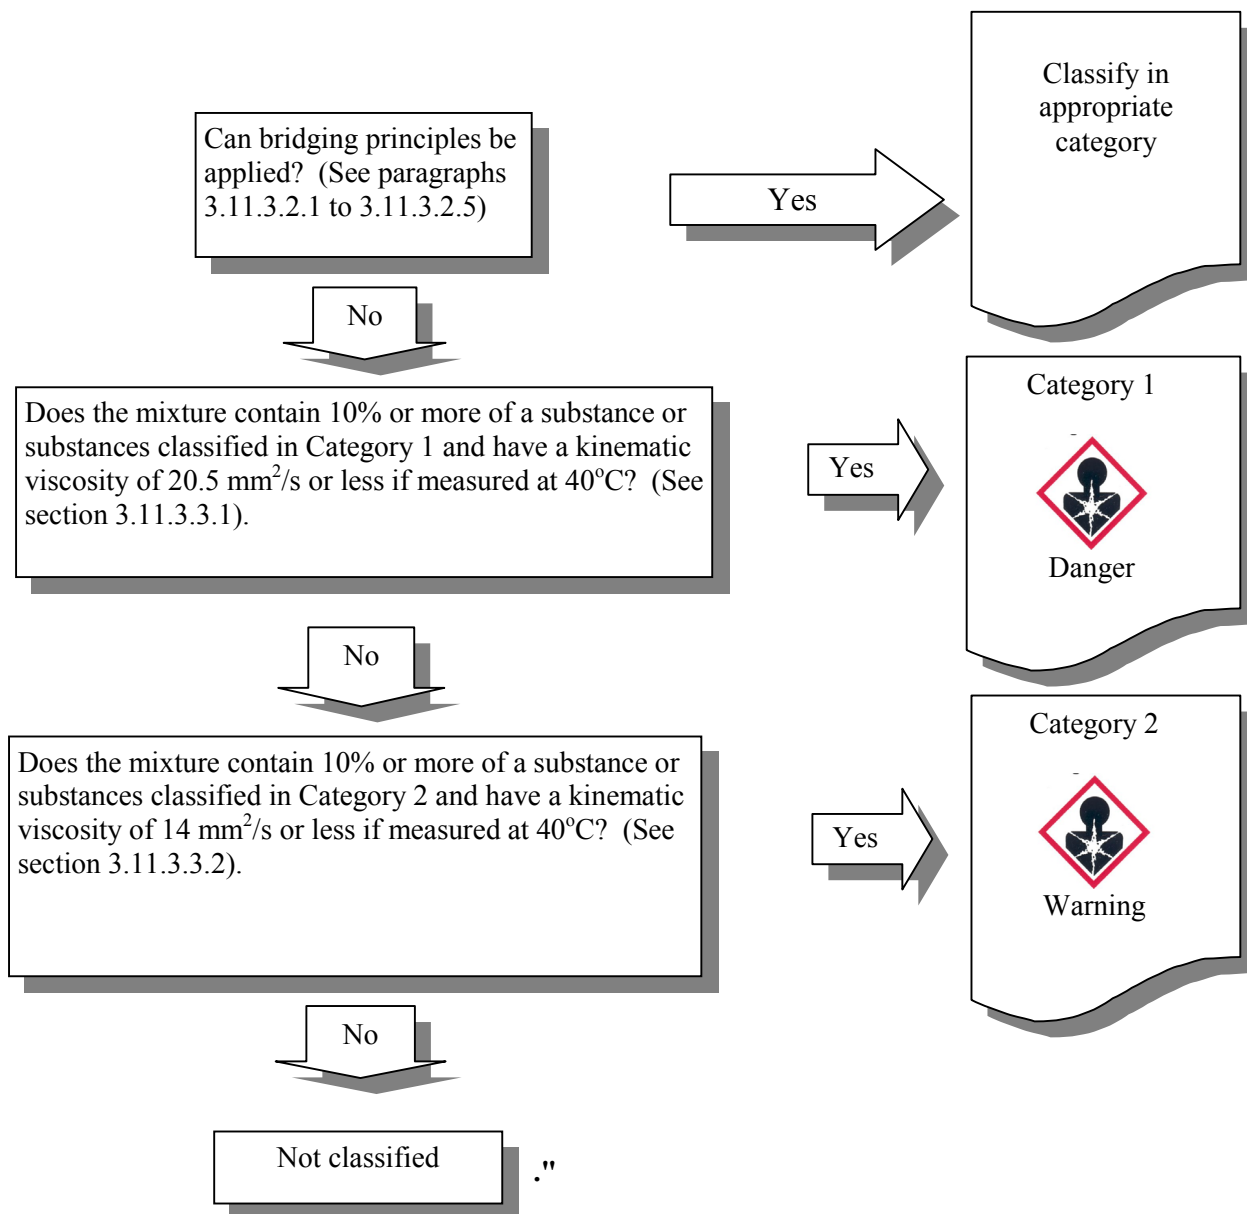 Can bridging principles be
applied?  (See paragraphs
3.11.3.2.1 to 3.11.3.2.5)
Yes
Classify in
appropriate
category
No
Does the mixture contain 10% or more of a substance or
substances classified in Category 1 and have a kinematic
viscosity of 20.5 mm²/s or less if measured at 40°C?  (See
section 3.11.3.3.1).
Yes
Category 1
Danger
No
Does the mixture contain 10% or more of a substance or
substances classified in Category 2 and have a kinematic
viscosity of 14 mm²/s or less if measured at 40°C?  (See
section 3.11.3.3.2).
Yes
Category 2
Warning
No
Not classified
."